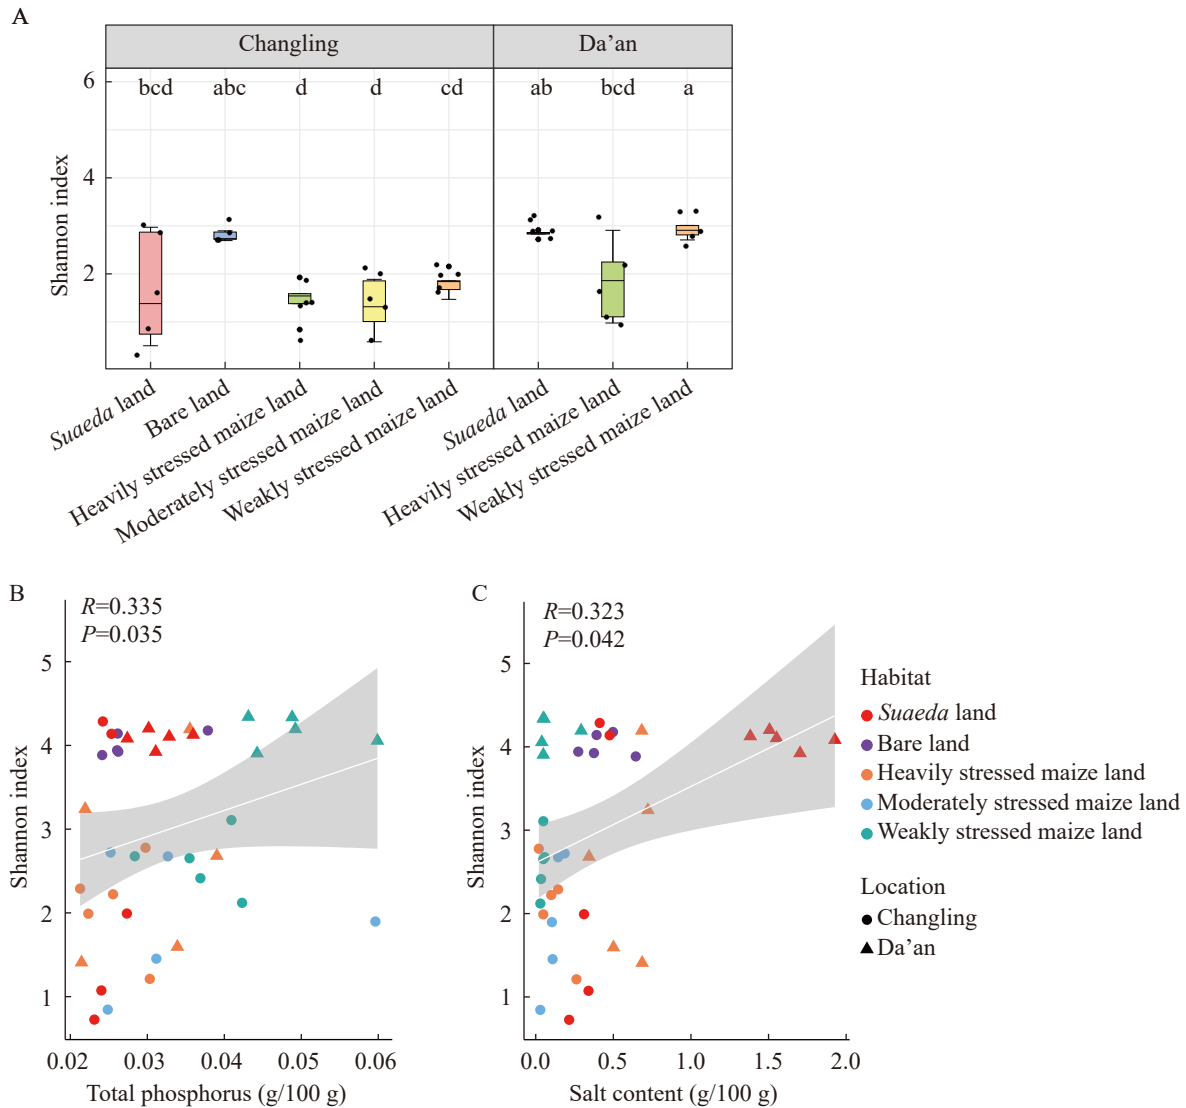 A
Changling
Da’an
bcd
abc
d
d
cd
ab
bcd
a
6
4
2
Shannon index
Suaeda land
Bare land
Heavily stressed maize land
Moderately stressed maize land
Weakly stressed maize land
Suaeda land
Heavily stressed maize land
Weakly stressed maize land
B
R=0.335
P=0.035
5
4
3
2
1
Shannon index
0.02
0.03
0.04
0.05
0.06
Total phosphorus (g/100 g)
C
R=0.323
P=0.042
5
4
3
2
1
Shannon index
0.0
0.5
1.0
1.5
2.0
Salt content (g/100 g)
Habitat
Suaeda land
Bare land
Heavily stressed maize land
Moderately stressed maize land
Weakly stressed maize land
Location
Changling
Da’an